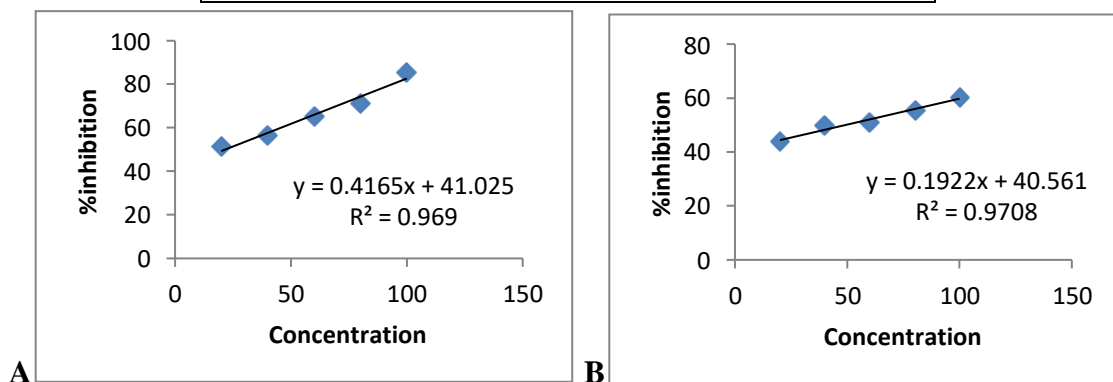 100
80
60
40
20
0
%inhibition
y = 0.4165x + 41.025
R² = 0.969
0 50 100 150
Concentration
A
80
60
40
20
0
%inhibition
y = 0.1922x + 40.561
R² = 0.9708
0 50 100 150
Concentration
B